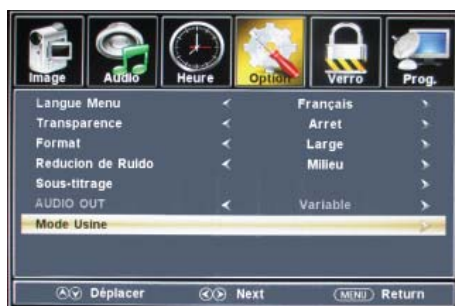 Image Audio Heure Option Verro Prog.
Langue Menu Français
Transparence Arret
Format Large
Reducion de Ruido Milieu
Sous-titrage
AUDIO OUT Variable
Mode Usine
Déplacer Next MENU Return